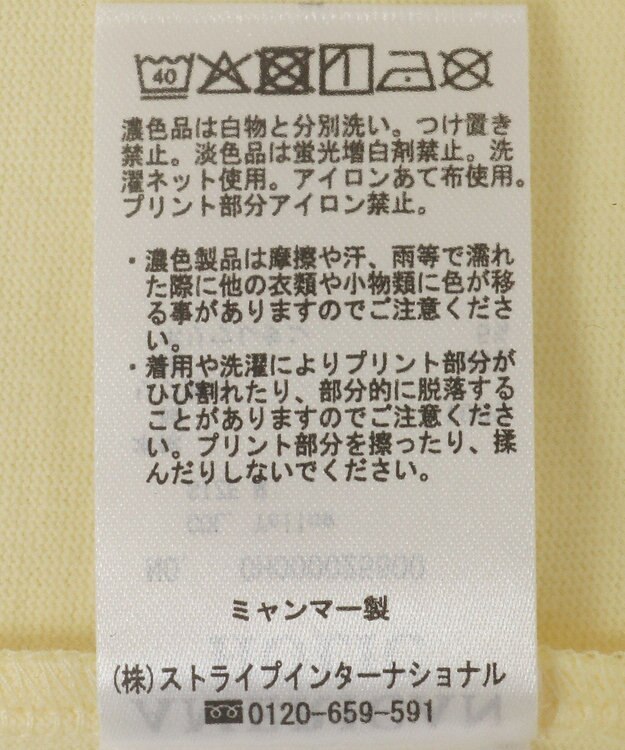 40
濃色品は白物と分別洗い。つけ置き
禁止。淡色品は蛍光増白剤禁止。洗
濯ネット使用。アイロンあて布使用。
プリント部分アイロン禁止。
・濃色製品は摩擦や汗、雨等で濡れ
た際に他の衣類や小物類に色が移
る事がありますのでご注意くださ
い。
・着用や洗濯によりプリント部分が
ひび割れたり、部分的に脱落する
ことがありますのでご注意くださ
い。プリント部分を擦ったり、揉
んだりしないでください。
ミャンマー製
(株)ストライプインターナショナル
0120-659-591